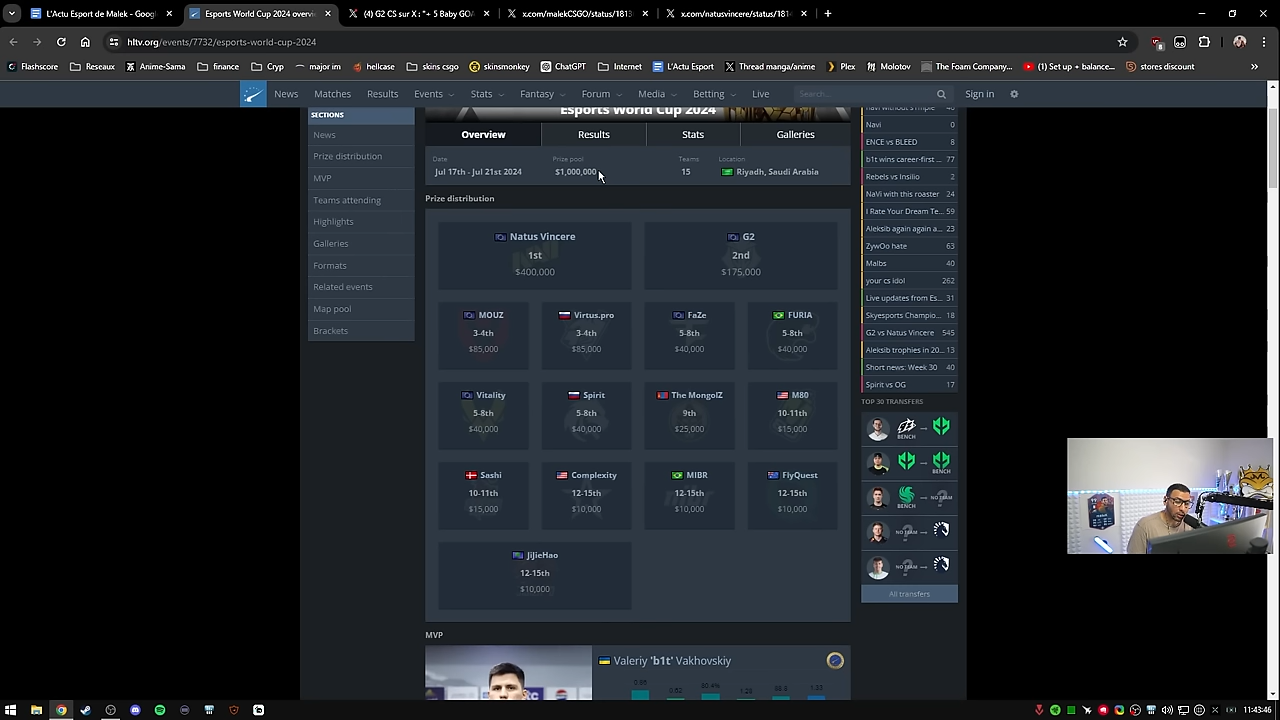 L'Actu Esport de Malek - Googl
Esports World Cup 2024 overvi
(4) G2 CS sur X : "+ 5 Baby GO
x.com/malekCSGO/status/181
x.com/natusvincere/status/181
hltv.org/events/7732/esports-world-cup-2024
Flashscore
Reseaux
Anime-Sama
finance
Cryp
major im
hellcase
skins csgo
skinsmonkey
ChatGPT
Internet
L'Actu Esport
Thread manga/anime
Plex
Molotov
The Foam Company...
(1) Set up + balance...
stores discount
News
Matches
Results
Events
Stats
Fantasy
Forum
Media
Betting
Live
Search...
Sign in
SECTIONS
News
Prize distribution
MVP
Teams attending
Highlights
Galleries
Formats
Related events
Map pool
Brackets
Esports World Cup 2024
Overview
Results
Stats
Galleries
Date
Prize pool
Teams
Location
Jul 17th - Jul 21st 2024
$1,000,000
15
Riyadh, Saudi Arabia
Prize distribution
Natus Vincere
1st
$400,000
G2
2nd
$175,000
MOUZ
3-4th
$85,000
Virtus.pro
3-4th
$85,000
FaZe
5-8th
$40,000
FURIA
5-8th
$40,000
Vitality
5-8th
$40,000
Spirit
5-8th
$40,000
The MongolZ
9th
$25,000
M80
10-11th
$15,000
Sashi
10-11th
$15,000
Complexity
12-15th
$10,000
MIBR
12-15th
$10,000
FlyQuest
12-15th
$10,000
JiJieHao
12-15th
$10,000
MVP
Valeriy 'b1t' Vakhovskiy
Navi 0
ENCE vs BLEED 8
b1t wins career-first ... 77
Rebels vs Insilio 2
NaVi with this roaster 24
I Rate Your Dream Te... 59
Aleksib again again a... 23
ZywOo hate 63
Malbs 40
your cs idol 262
Live updates from Es... 31
Skyesports Champio... 18
G2 vs Natus Vincere 545
Aleksib trophies in 20... 13
Short news: Week 30 40
Spirit vs OG 17
TOP 30 TRANSFERS
BENCH
BENCH
BENCH
NO TEAM
NO TEAM
NO TEAM
All transfers
11:43:46